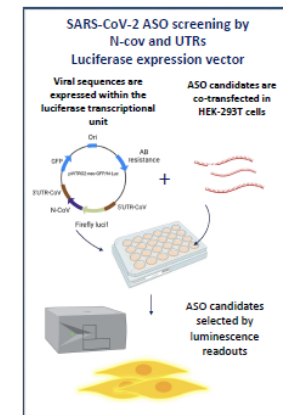 SARS-CoV-2 ASO screening by
N-cov and UTRs
Luciferase expression vector
Viral sequences are
expressed within the
luciferase transcriptional
unit
ASO candidates are
co-transfected in
HEK-293T cells
Ori
AB
resistance
GFP
3'UTR-CoV
N-CoV
5'UTR-CoV
Firefly lucif
+
ASO candidates
selected by
luminescence
readouts